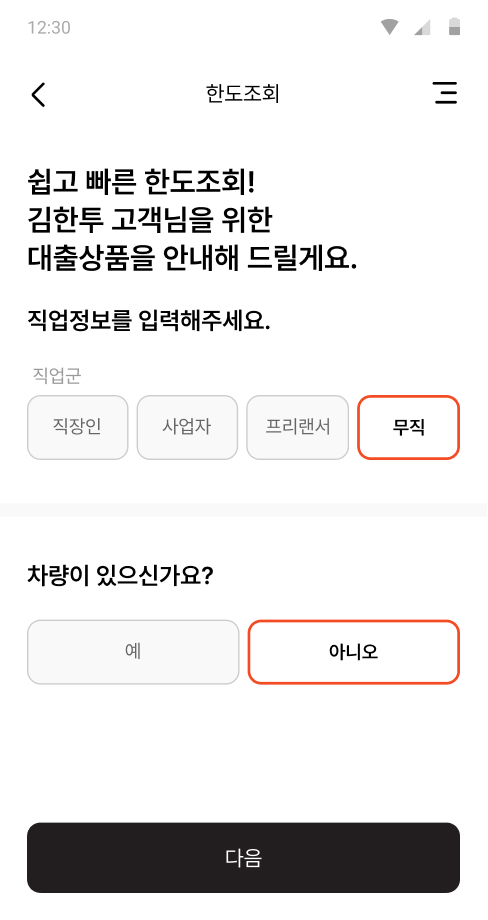 12:30
한도조회
쉽고 빠른 한도조회!
김한투 고객님을 위한
대출상품을 안내해 드릴게요.
직업정보를 입력해주세요.
직업군
직장인 사업자 프리랜서 무직
차량이 있으신가요?
예 아니오
다음